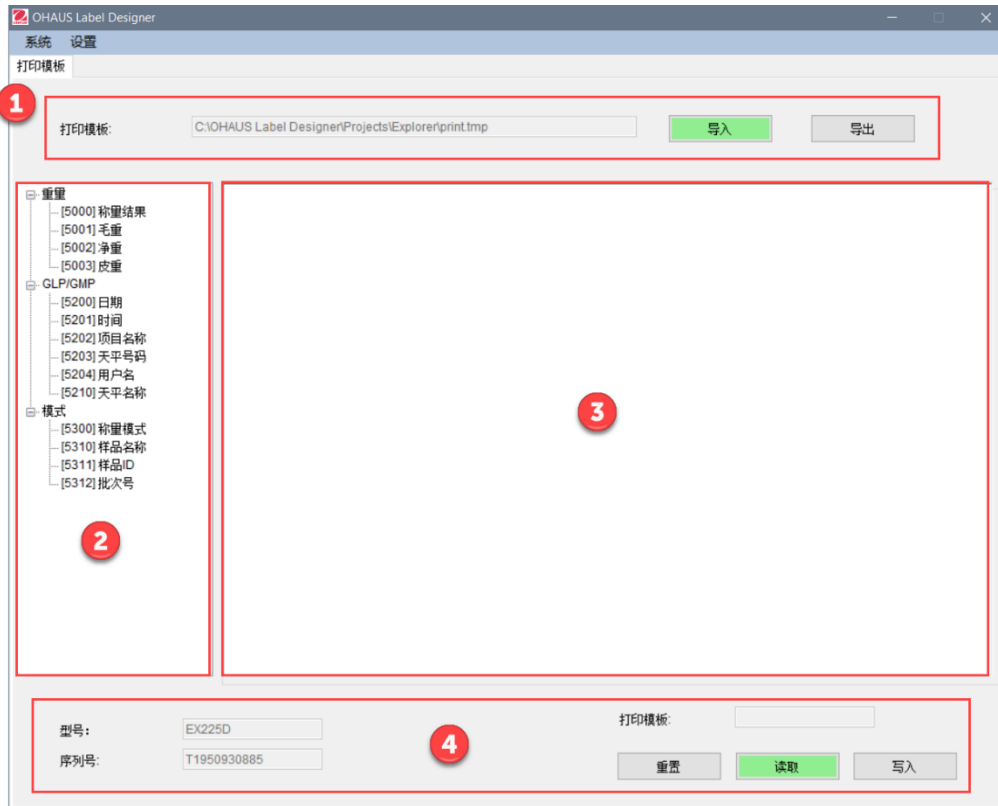 OHAUS Label Designer
系统 设置
打印模板
1
打印模板: C:\OHAUS Label Designer\Projects\Explorer\print.tmp 导入 导出
重量
[5000] 称量结果
[5001] 毛重
[5002] 净重
[5003] 皮重
GLP/GMP
[5200] 日期
[5201] 时间
[5202] 项目名称
[5203] 天平号码
[5204] 用户名
[5210] 天平名称
模式
[5300] 称量模式
[5310] 样品名称
[5311] 样品ID
[5312] 批次号
2
3
型号: EX225D
序列号: T1950930885
4
打印模板:
重置 读取 写入